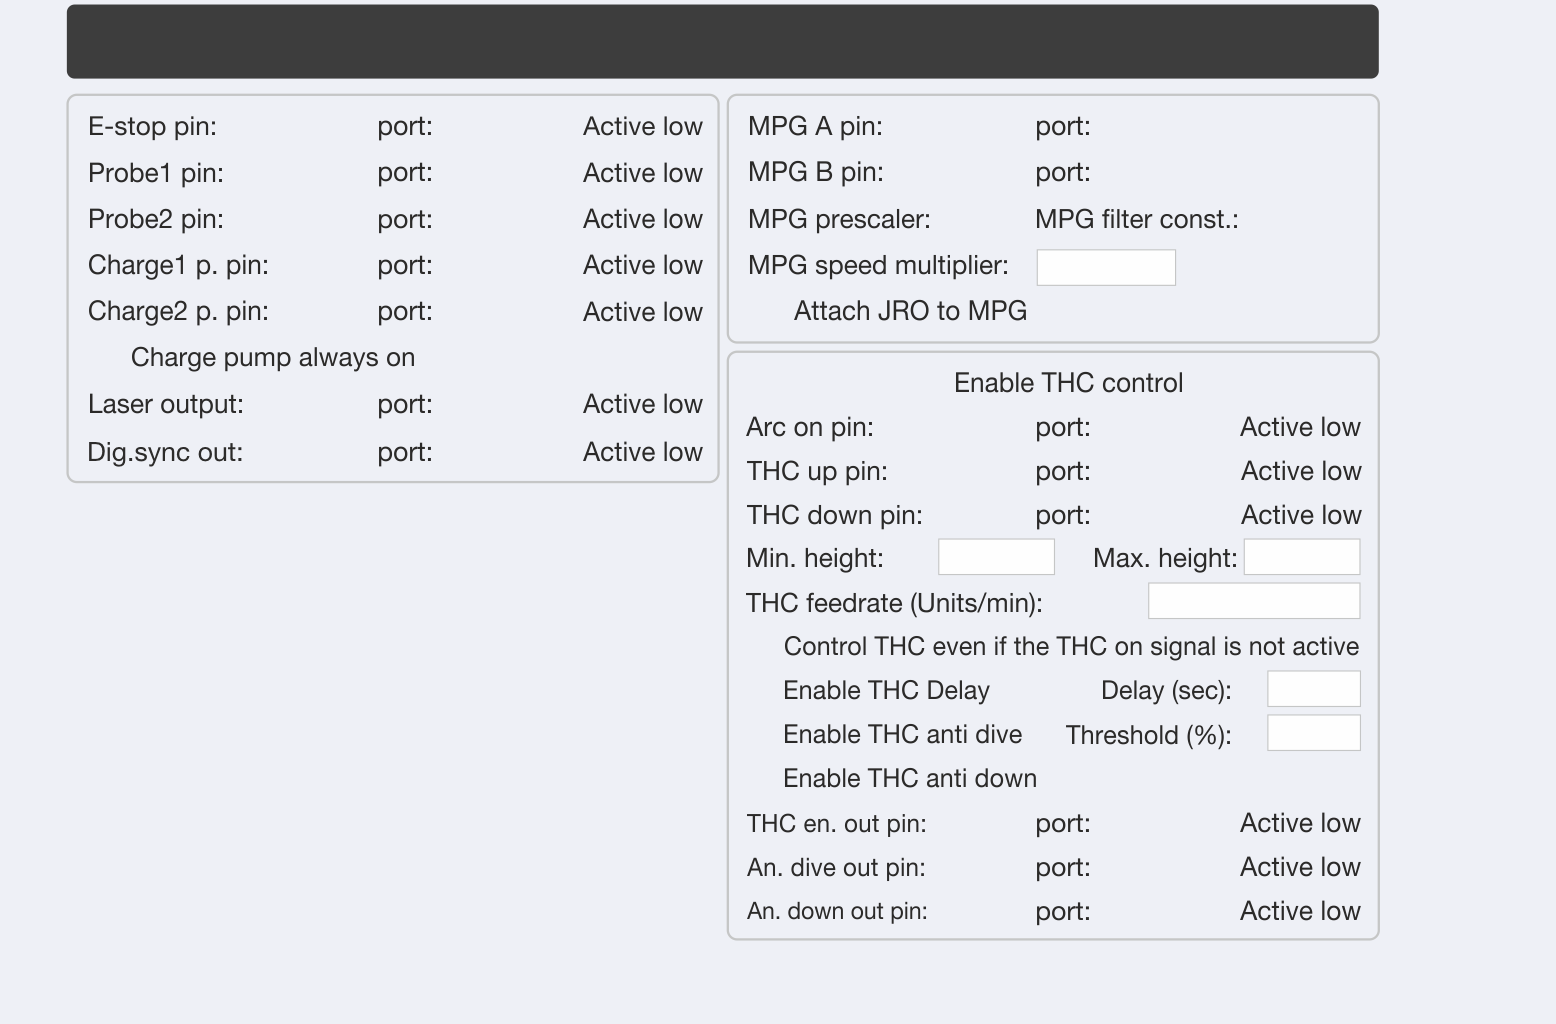 E-stop pin: port: Active low
Probe1 pin: port: Active low
Probe2 pin: port: Active low
Charge1 p. pin: port: Active low
Charge2 p. pin: port: Active low
Charge pump always on
Laser output: port: Active low
Dig.sync out: port: Active low
MPG A pin: port:
MPG B pin: port:
MPG prescaler: MPG filter const.:
MPG speed multiplier:
Attach JRO to MPG
Enable THC control
Arc on pin: port: Active low
THC up pin: port: Active low
THC down pin: port: Active low
Min. height: Max. height:
THC feedrate (Units/min):
Control THC even if the THC on signal is not active
Enable THC Delay Delay (sec):
Enable THC anti dive Threshold (%):
Enable THC anti down
THC en. out pin: port: Active low
An. dive out pin: port: Active low
An. down out pin: port: Active low